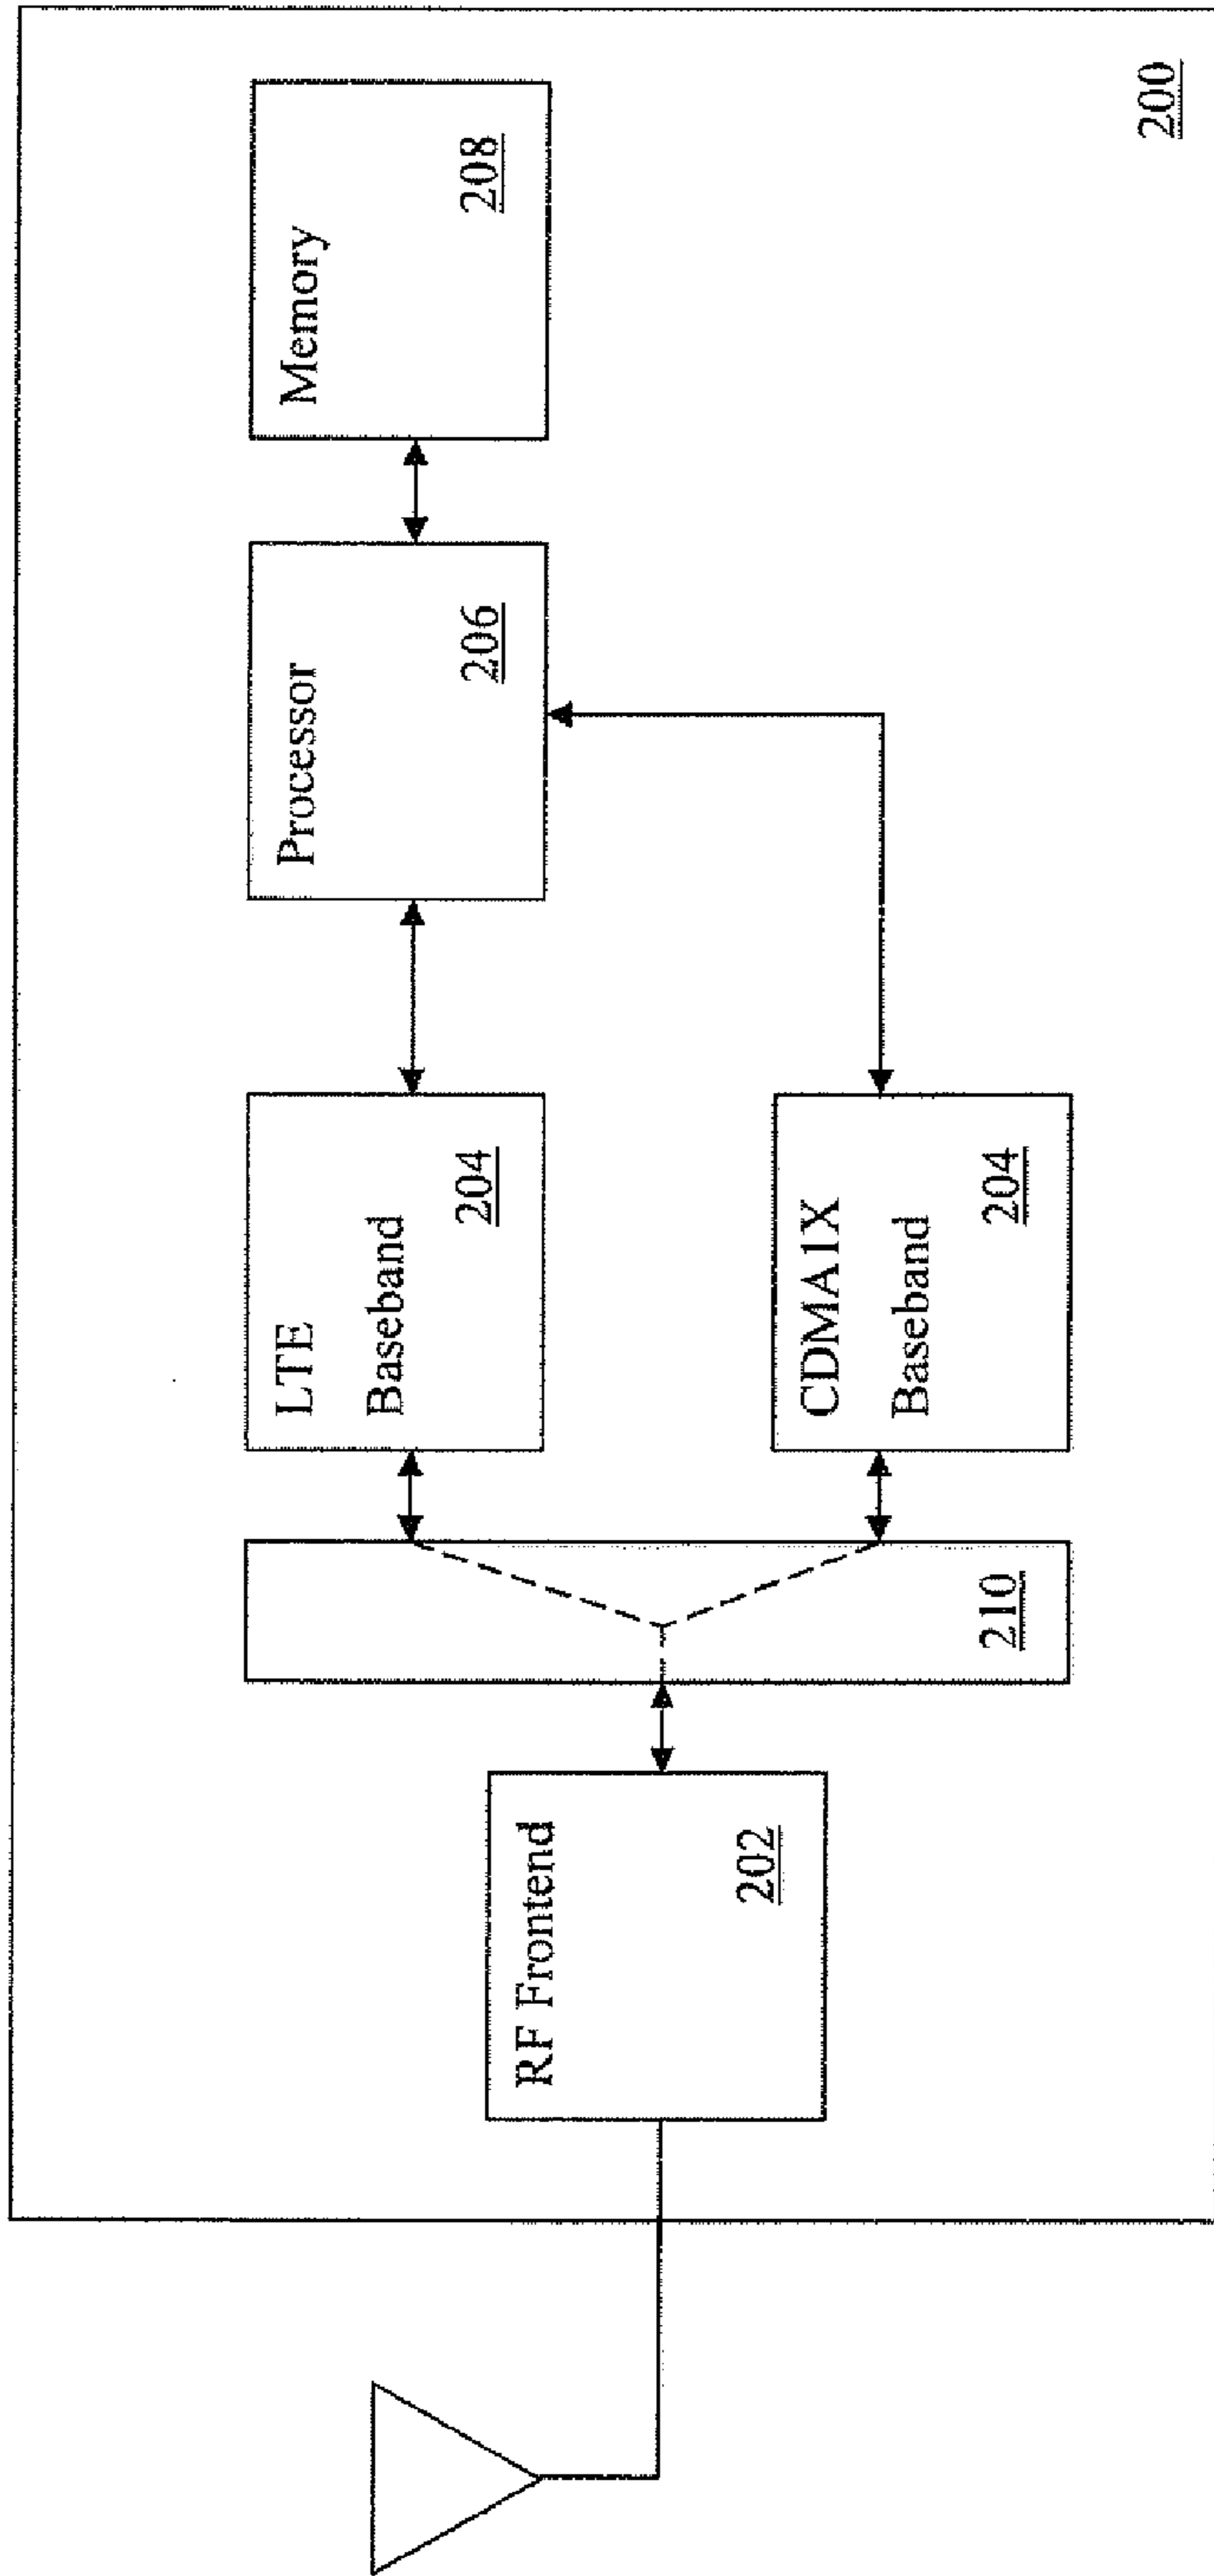 RF Frontend
202
210
LTE
Baseband
204
CDMA1X
Baseband
204
Processor
206
Memory
208
200